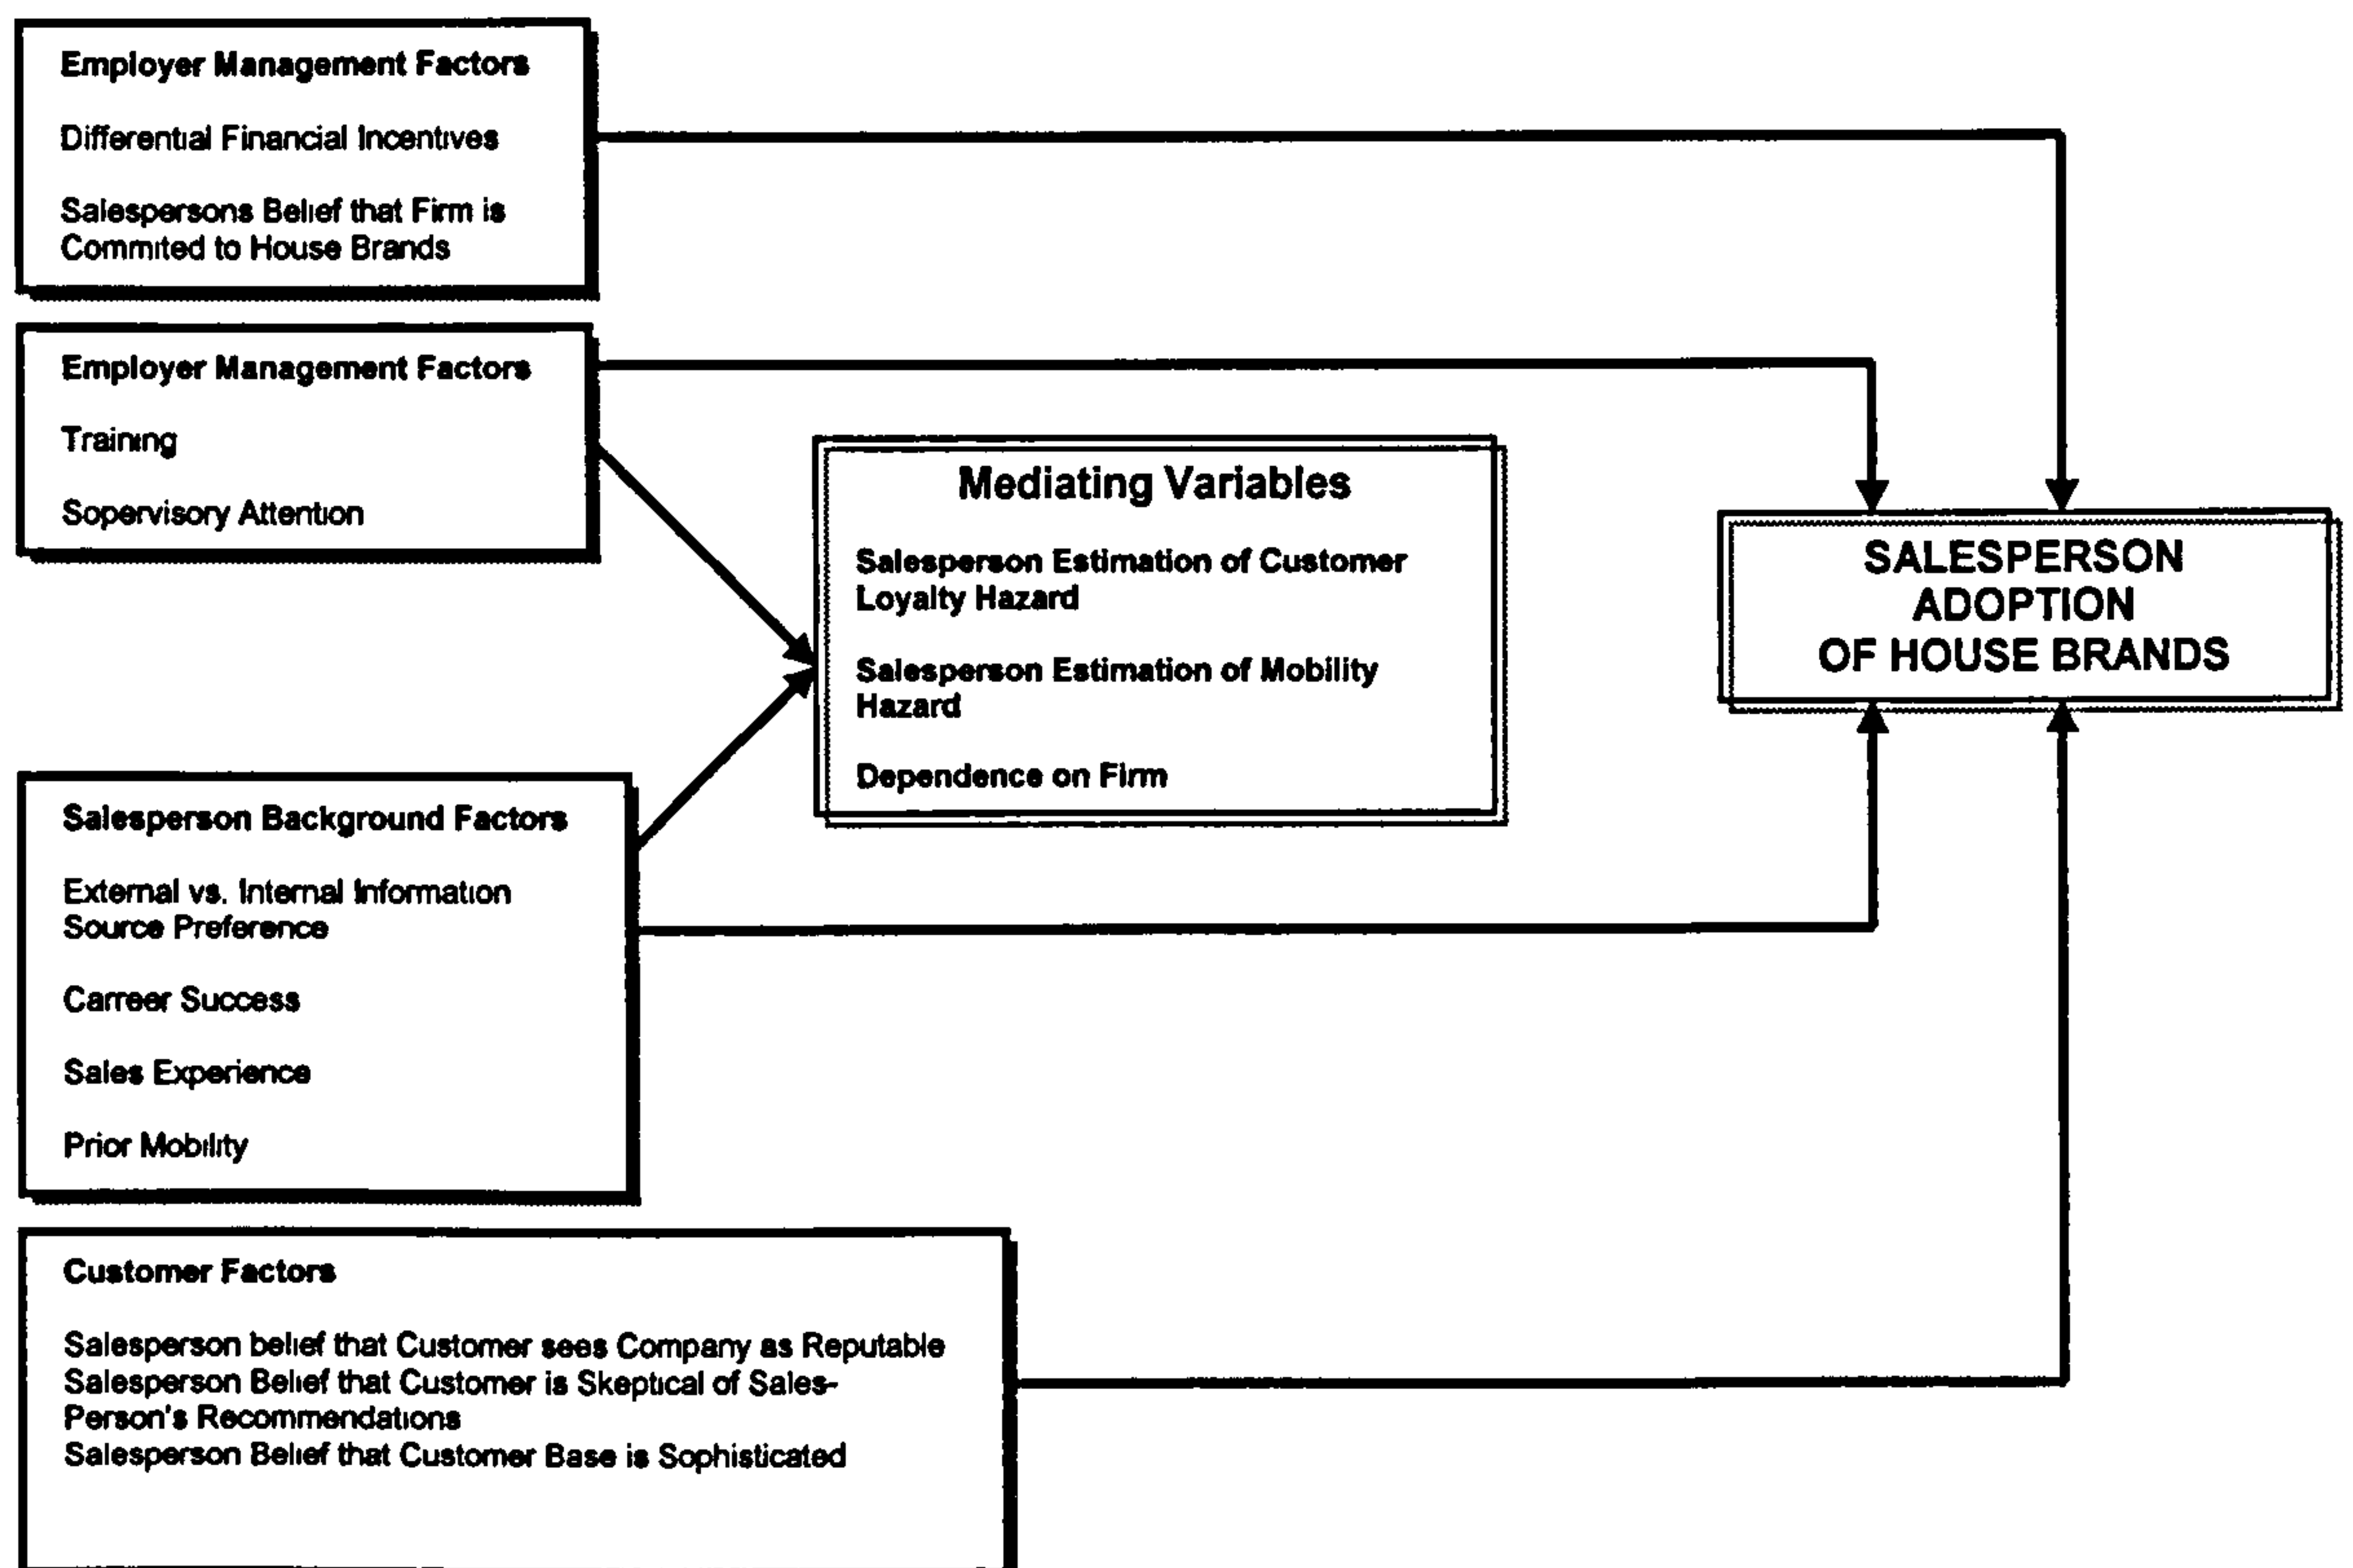 Employer Management Factors
Differential Financial Incentives
Salespersons Belief that Firm is
Commited to House Brands
Employer Management Factors
Training
Sopervisory Attention
Mediating Variables
Salesperson Estimation of Customer
Loyalty Hazard
Salesperson Estimation of Mobility
Hazard
Dependence on Firm
SALESPERSON
ADOPTION
OF HOUSE BRANDS
Salesperson Background Factors
External vs. Internal Information
Source Preference
Carreer Success
Sales Experience
Prior Mobility
Customer Factors
Salesperson belief that Customer sees Company as Reputable
Salesperson Belief that Customer is Skeptical of Sales-
Person's Recommendations
Salesperson Belief that Customer Base is Sophisticated